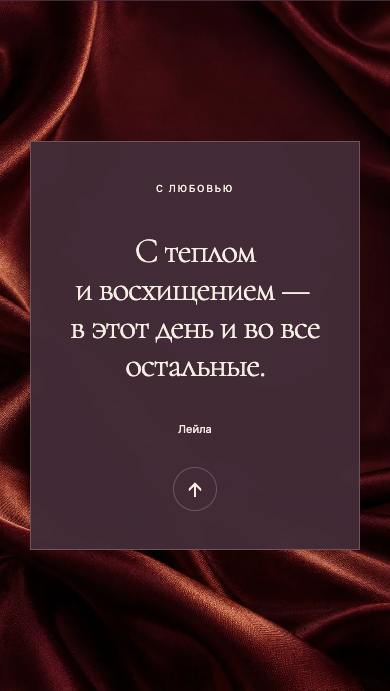 С ЛЮБОВЬЮ
С теплом
и восхищением —
в этот день и во все
остальные.
Лейла